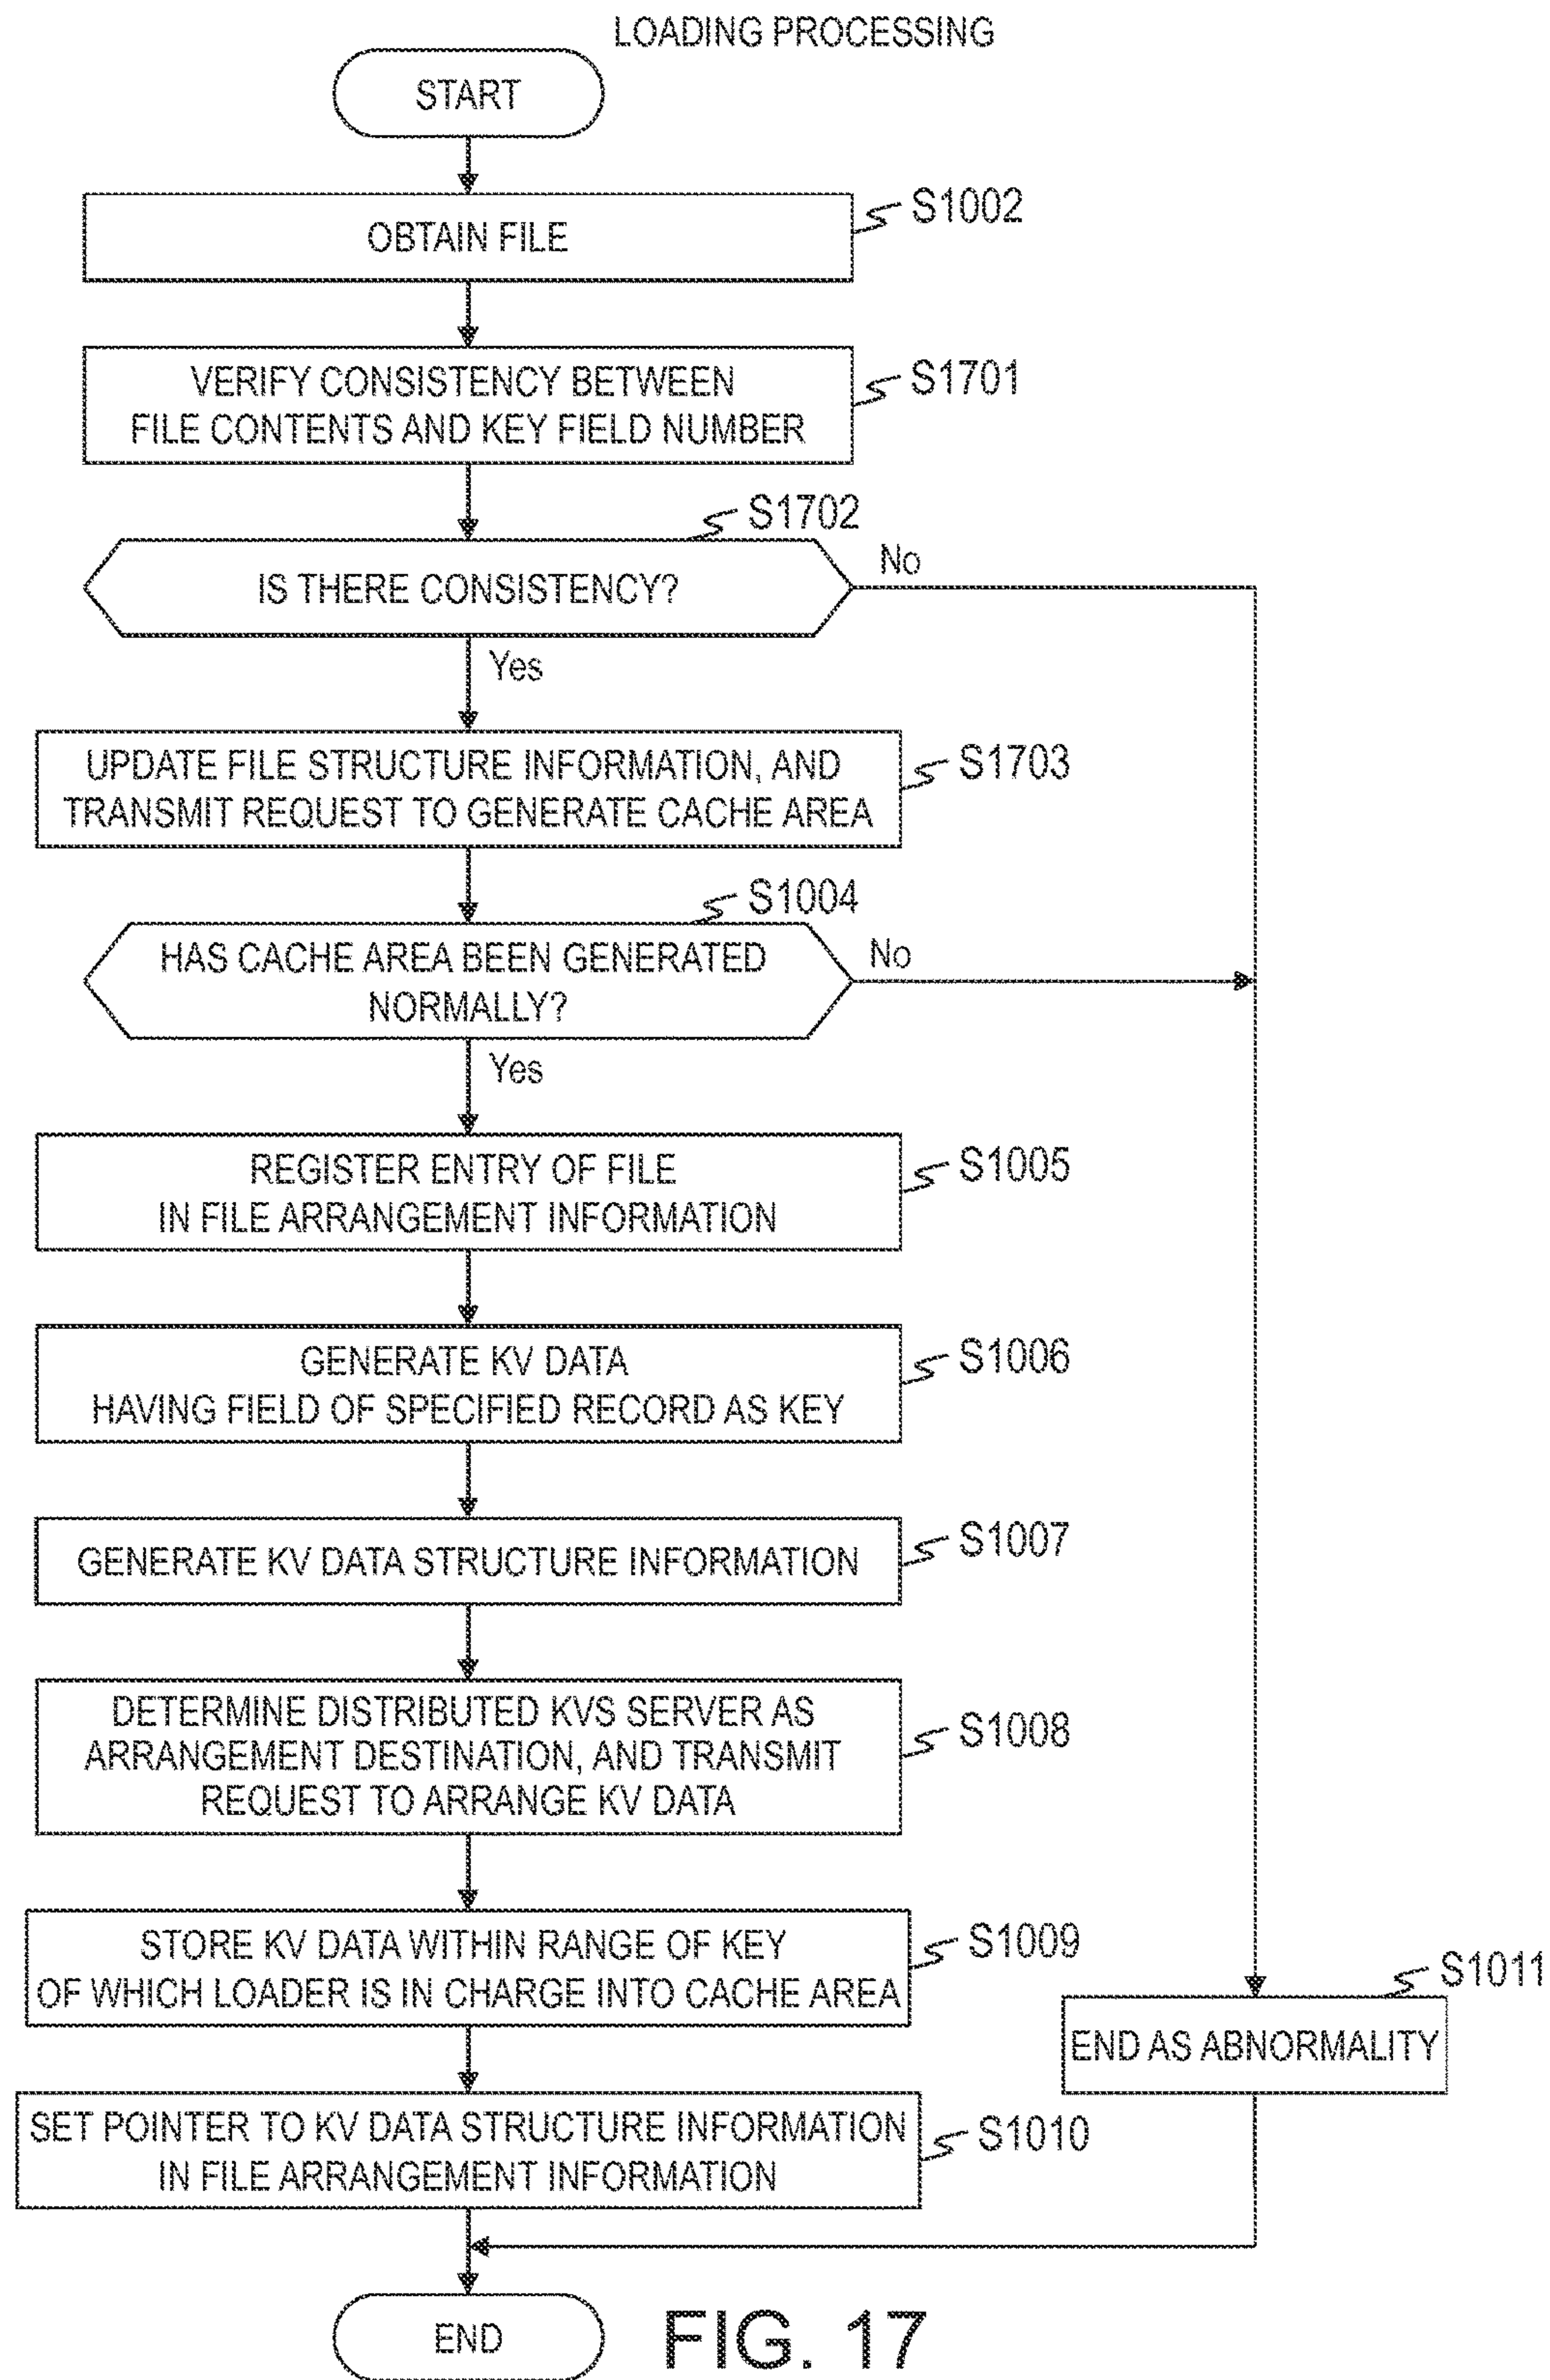 LOADING PROCESSING
START
OBTAIN FILE
S1002
VERIFY CONSISTENCY BETWEEN
FILE CONTENTS AND KEY FIELD NUMBER
S1701
S1702
IS THERE CONSISTENCY?
No
Yes
UPDATE FILE STRUCTURE INFORMATION, AND
TRANSMIT REQUEST TO GENERATE CACHE AREA
S1703
S1004
HAS CACHE AREA BEEN GENERATED
NORMALLY?
No
Yes
REGISTER ENTRY OF FILE
IN FILE ARRANGEMENT INFORMATION
S1005
GENERATE KV DATA
HAVING FIELD OF SPECIFIED RECORD AS KEY
S1006
GENERATE KV DATA STRUCTURE INFORMATION
S1007
DETERMINE DISTRIBUTED KVS SERVER AS
ARRANGEMENT DESTINATION, AND TRANSMIT
REQUEST TO ARRANGE KV DATA
S1008
STORE KV DATA WITHIN RANGE OF KEY
OF WHICH LOADER IS IN CHARGE INTO CACHE AREA
S1009
S1011
END AS ABNORMALITY
SET POINTER TO KV DATA STRUCTURE INFORMATION
IN FILE ARRANGEMENT INFORMATION
S1010
END
FIG. 17